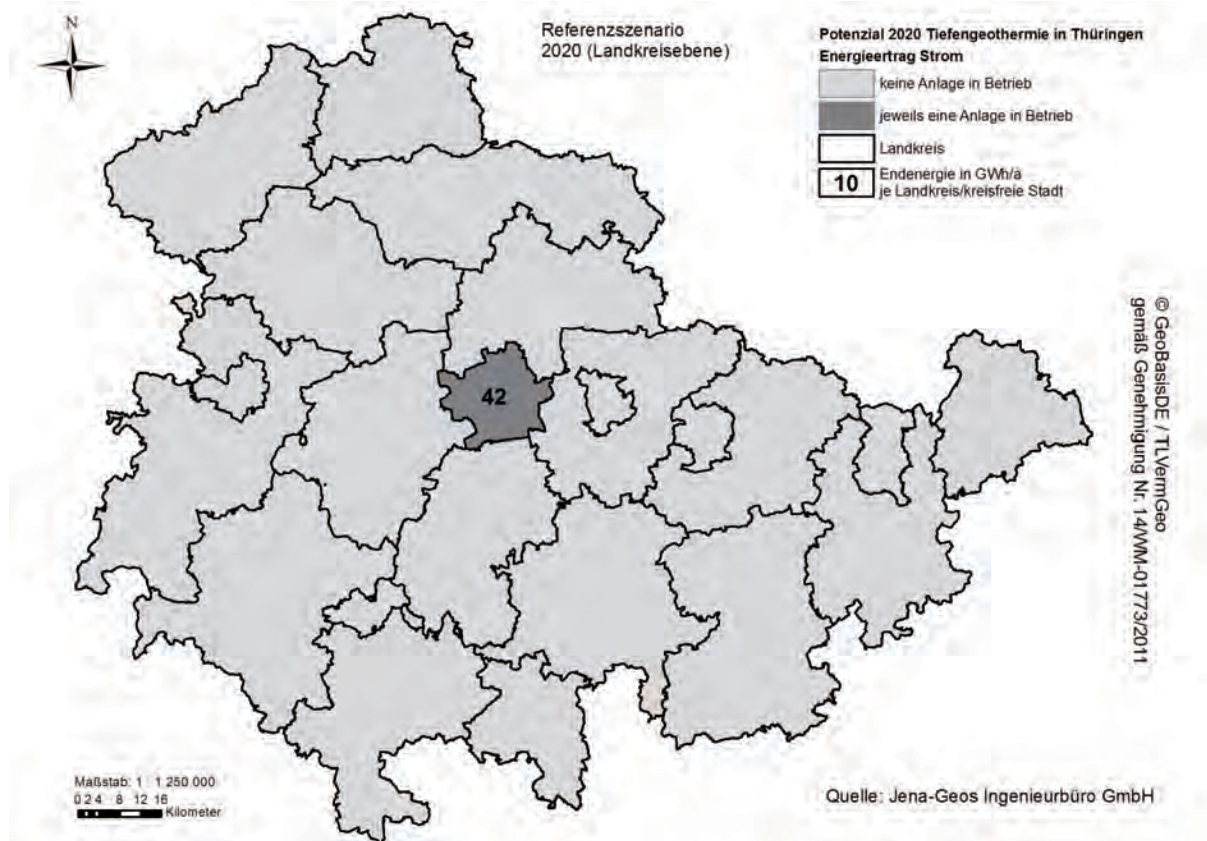 N
Referenzszenario
2020 (Landkreisebene)
Potenzial 2020 Tiefengeothermie in Thüringen
Energieertrag Strom
keine Anlage in Betrieb
jeweils eine Anlage in Betrieb
Landkreis
10
Endenergie in GWh/a
je Landkreis/kreisfreie Stadt
42
© GeoBasisDE / TLVermGeo
gemäß Genehmigung Nr. 14/WM-01773/2011
Maßstab: 1 : 1.250.000
0 2 4 8 12 16
Kilometer
Quelle: Jena-Geos Ingenieurbüro GmbH